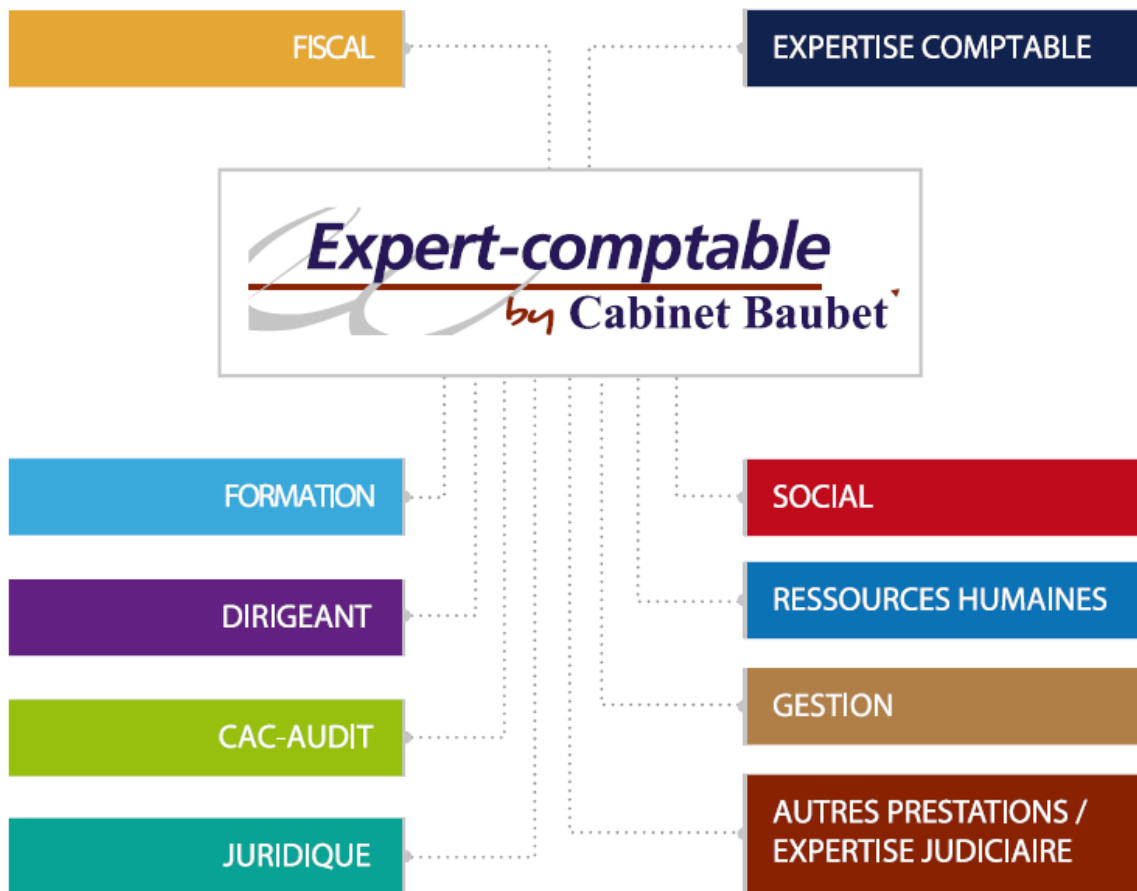 FISCAL
EXPERTISE COMPTABLE
Expert-comptable
by Cabinet Baubet
FORMATION
SOCIAL
DIRIGEANT
RESSOURCES HUMAINES
CAC-AUDIT
GESTION
JURIDIQUE
AUTRES PRESTATIONS /
EXPERTISE JUDICIAIRE